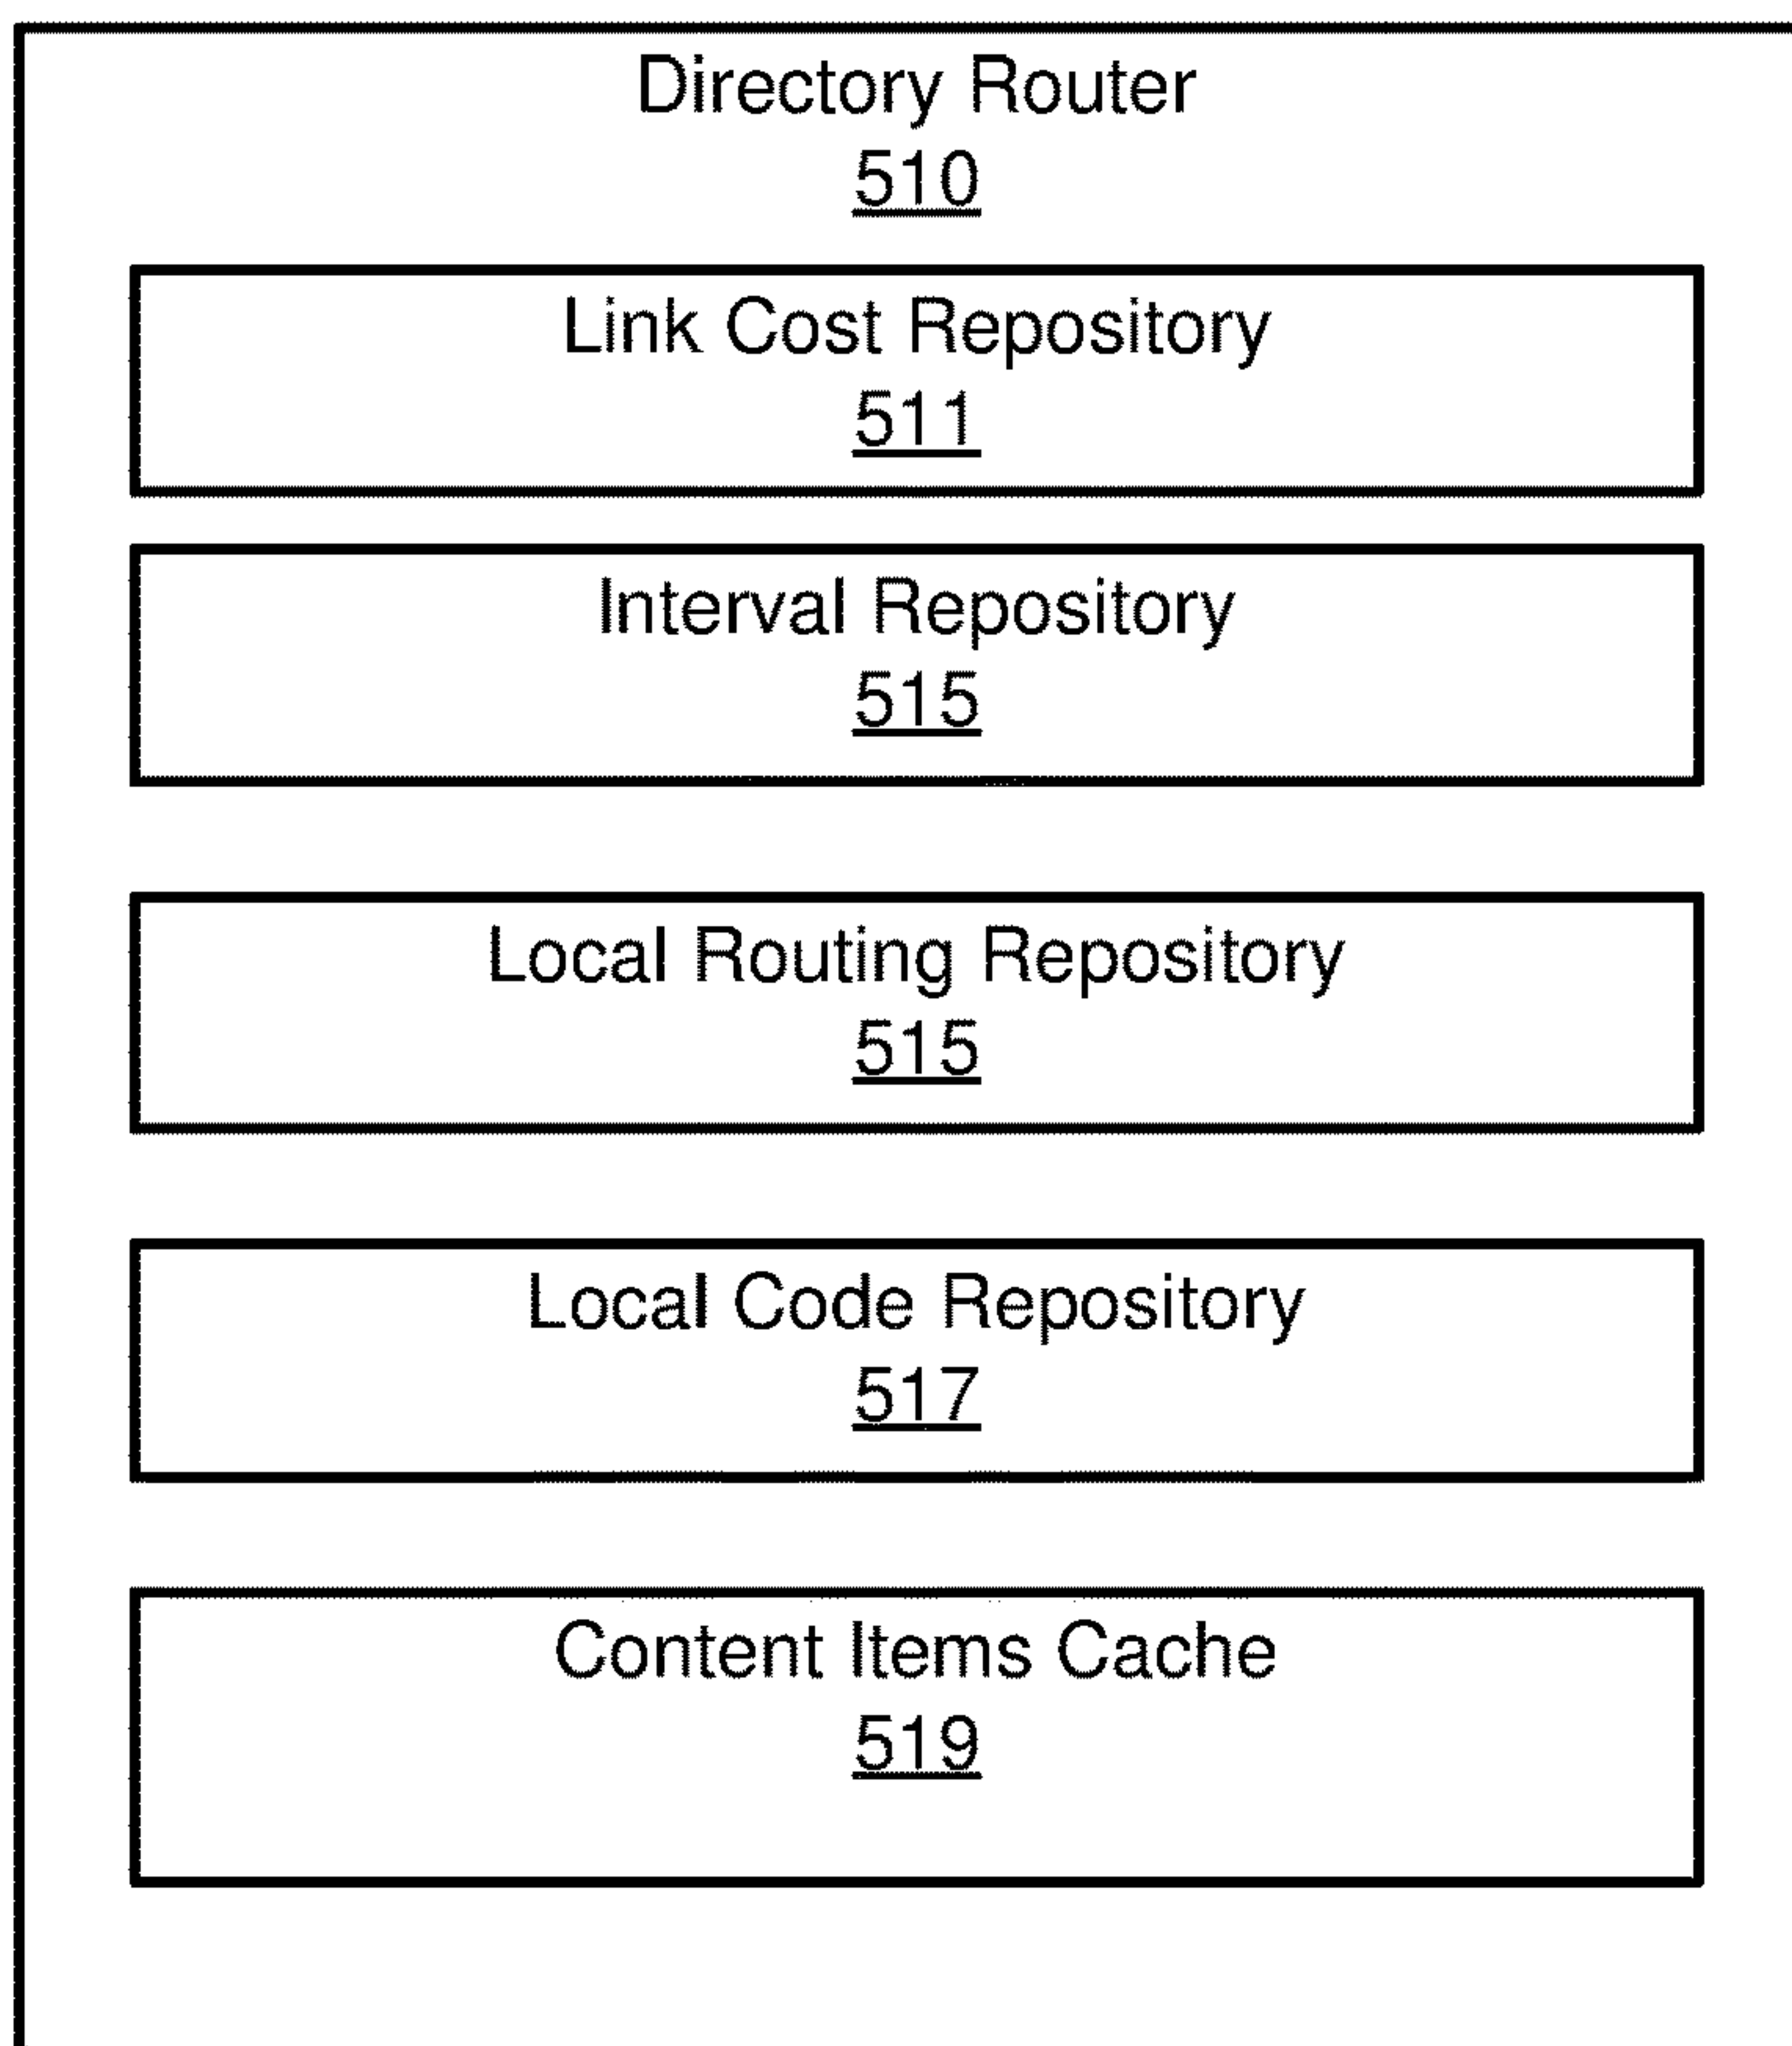 Directory Router
510
Link Cost Repository
511
Interval Repository
515
Local Routing Repository
515
Local Code Repository
517
Content Items Cache
519